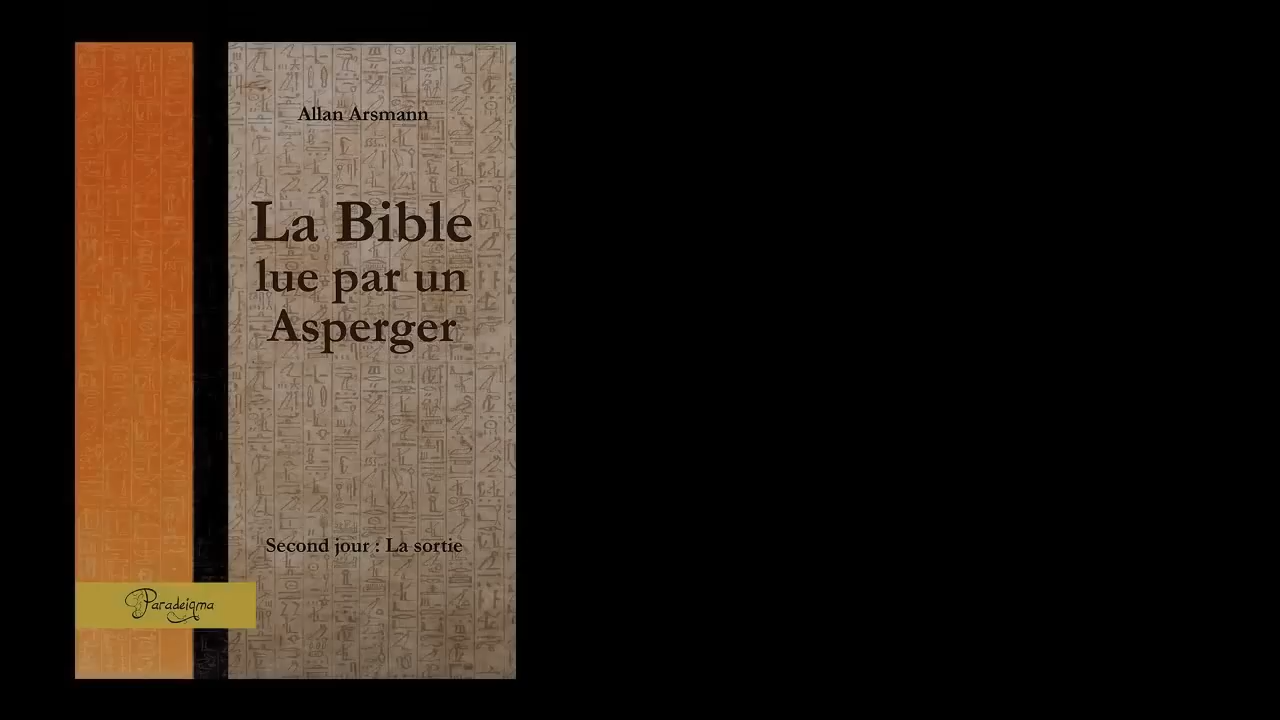 Allan Arsmann
La Bible
lue par un
Asperger
Second jour : La sortie
Paradeigma